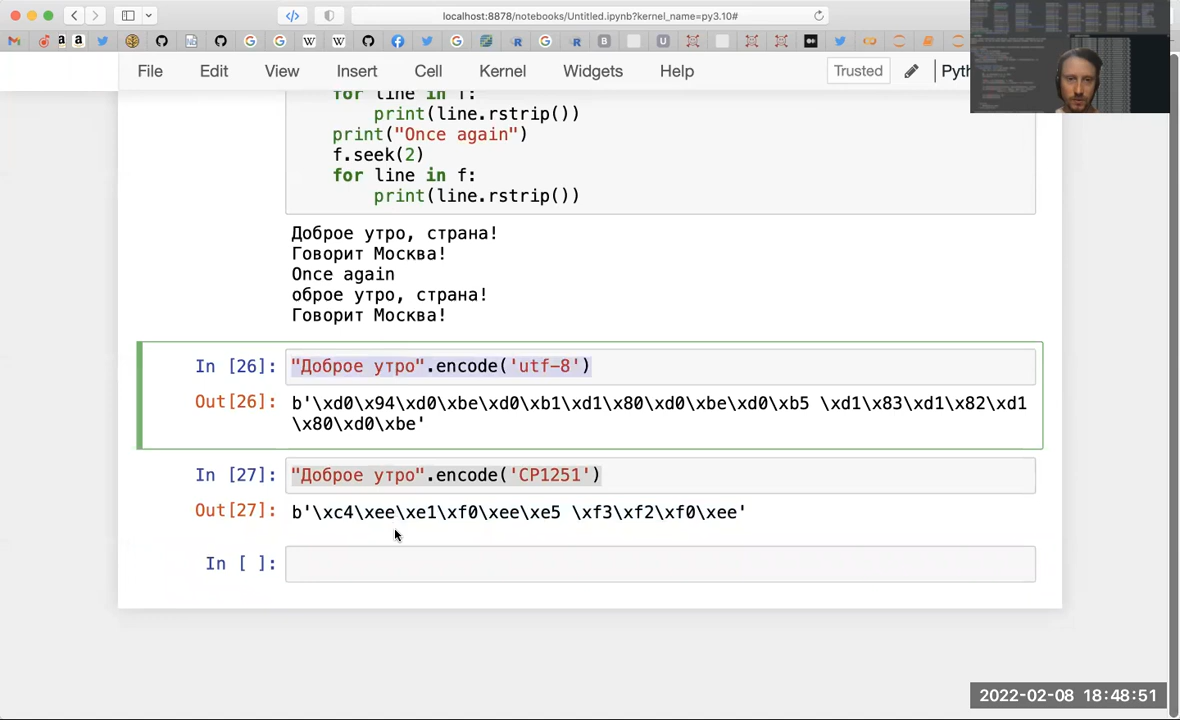 localhost:8878/notebooks/Untitled.ipynb?kernel_name=py3.10#
File Edit View Insert Cell Kernel Widgets Help Trusted Pyth
for line in f:
print(line.rstrip())
print("Once again")
f.seek(2)
for line in f:
print(line.rstrip())
Доброе утро, страна!
Говорит Москва!
Once again
оброе утро, страна!
Говорит Москва!
In [26]: "Доброе утро".encode('utf-8')
Out[26]: b'\xd0\x94\xd0\xbe\xd0\xb1\xd1\x80\xd0\xbe\xd0\xb5 \xd1\x83\xd1\x82\xd1
\x80\xd0\xbe'
In [27]: "Доброе утро".encode('CP1251')
Out[27]: b'\xc4\xee\xe1\xf0\xee\xe5 \xf3\xf2\xf0\xee'
In [ ]:
2022-02-08 18:48:51